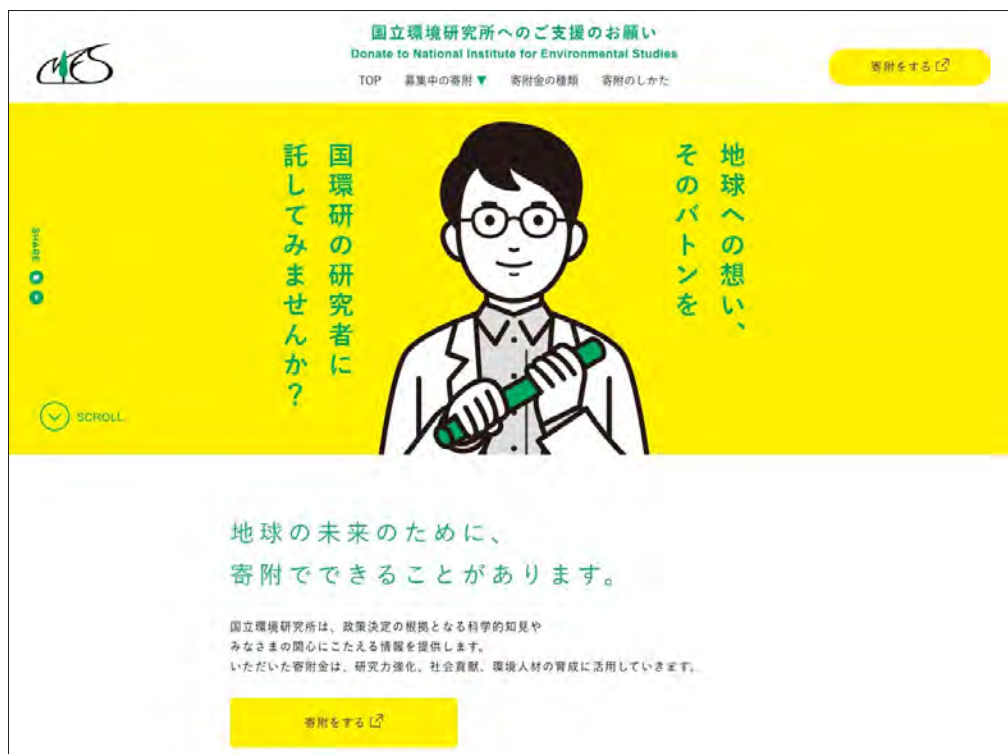 NIES
国立環境研究所へのご支援のお願い
Donate to National Institute for Environmental Studies
TOP 募集中の寄附▼ 寄附金の種類 寄附のしかた
寄附をする
地球への想い、
そのバトンを
国環研の研究者に
託してみませんか?
SHARE
SCROLL
地球の未来のために、
寄附でできることがあります。
国立環境研究所は、政策決定の根拠となる科学的知見や
みなさまの関心にこたえる情報を提供します。
いただいた寄附金は、研究力強化、社会貢献、環境人材の育成に活用していきます。
寄附をする